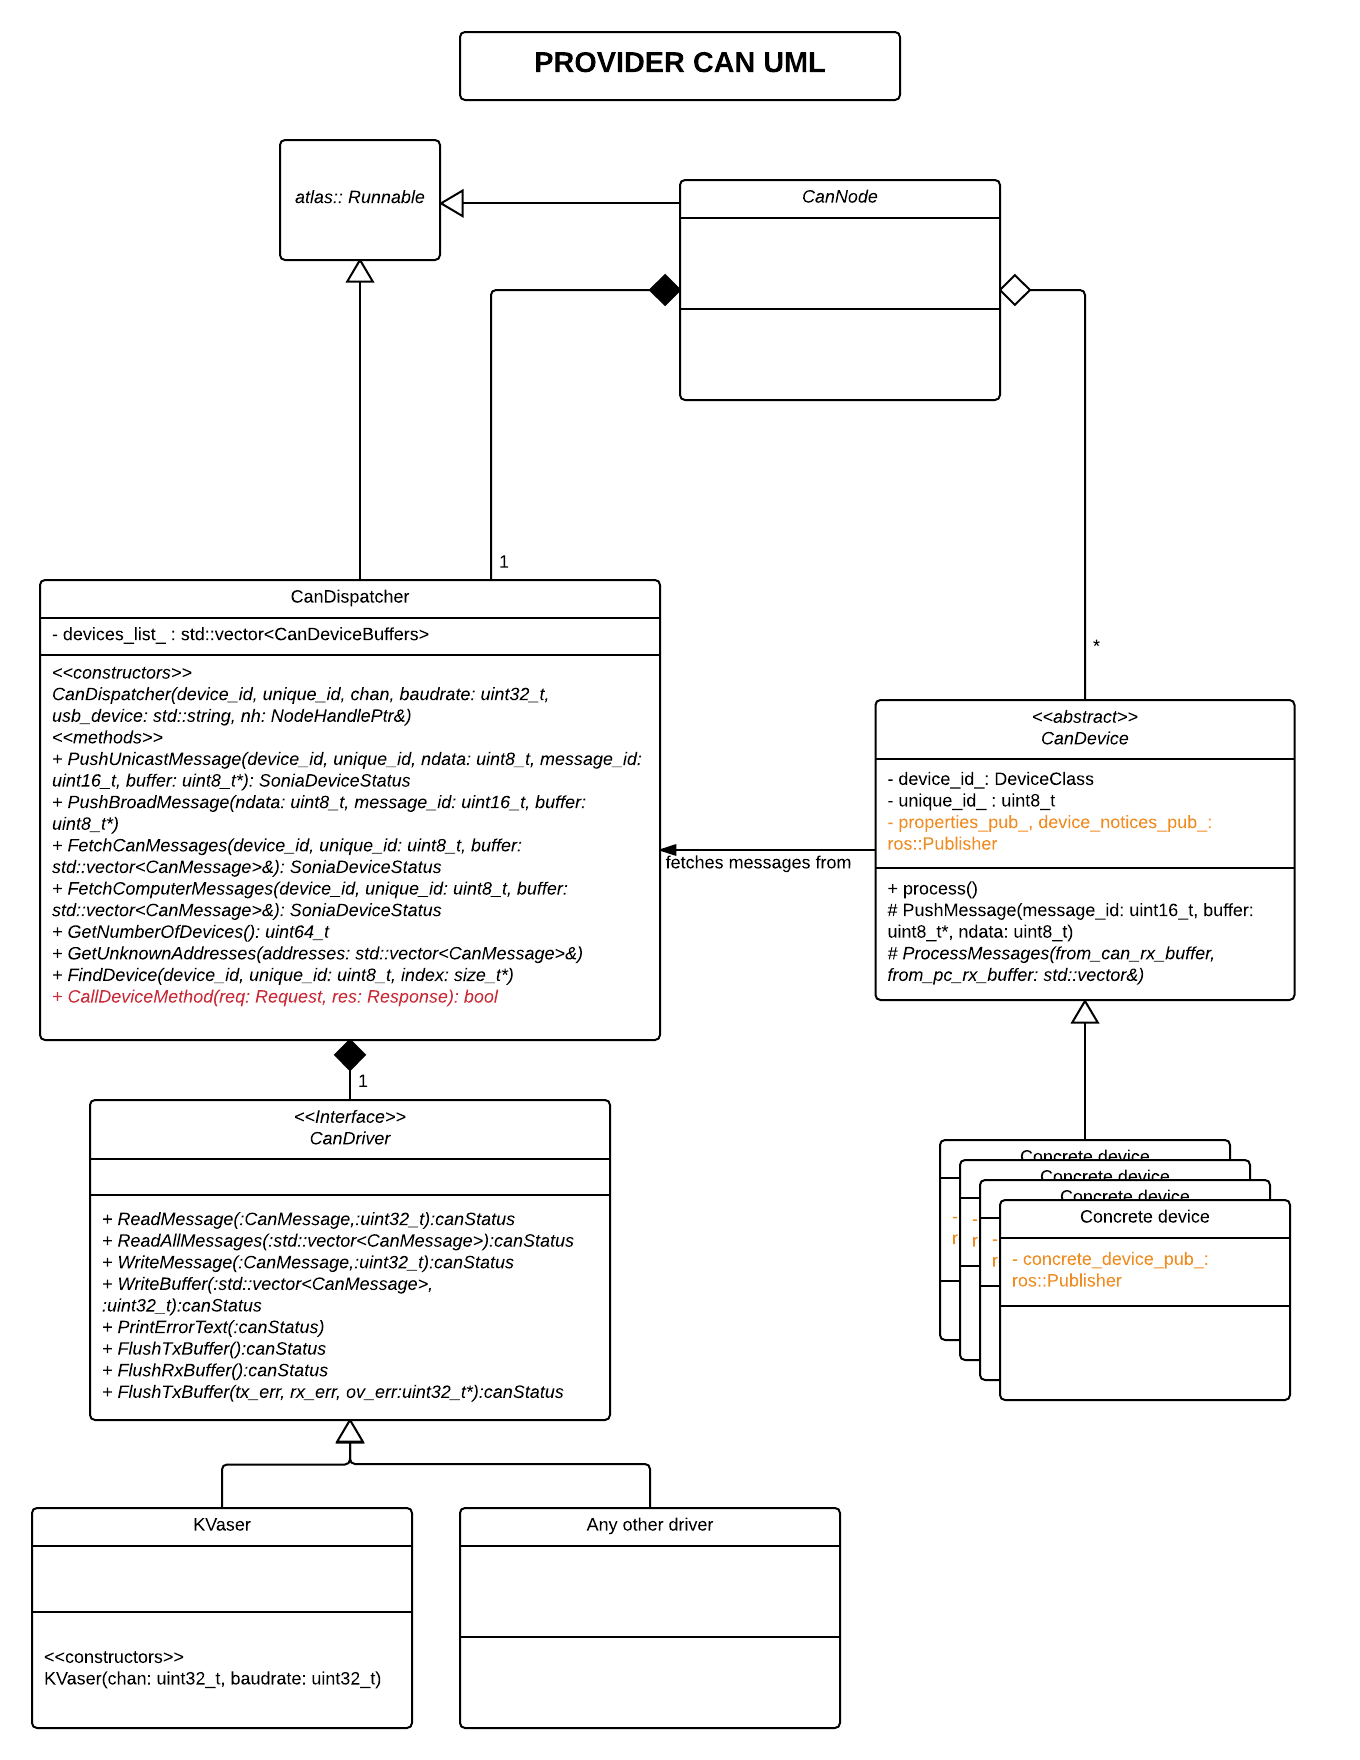 PROVIDER CAN UML
atlas:: Runnable
CanNode
1
*
CanDispatcher
- devices_list_ : std::vector<CanDeviceBuffers>
<<constructors>>
CanDispatcher(device_id, unique_id, chan, baudrate: uint32_t,
usb_device: std::string, nh: NodeHandlePtr&)
<<methods>>
+ PushUnicastMessage(device_id, unique_id, ndata: uint8_t, message_id:
uint16_t, buffer: uint8_t*): SoniaDeviceStatus
+ PushBroadMessage(ndata: uint8_t, message_id: uint16_t, buffer:
uint8_t*)
+ FetchCanMessages(device_id, unique_id: uint8_t, buffer:
std::vector<CanMessage>&): SoniaDeviceStatus
+ FetchComputerMessages(device_id, unique_id: uint8_t, buffer:
std::vector<CanMessage>&): SoniaDeviceStatus
+ GetNumberOfDevices(): uint64_t
+ GetUnknownAddresses(addresses: std::vector<CanMessage>&)
+ FindDevice(device_id, unique_id: uint8_t, index: size_t*)
+ CallDeviceMethod(req: Request, res: Response): bool
fetches messages from
<<abstract>>
CanDevice
- device_id_: DeviceClass
- unique_id_ : uint8_t
- properties_pub_, device_notices_pub_:
ros::Publisher
+ process()
# PushMessage(message_id: uint16_t, buffer:
uint8_t*, ndata: uint8_t)
# ProcessMessages(from_can_rx_buffer,
from_pc_rx_buffer: std::vector&)
1
<<Interface>>
CanDriver
+ ReadMessage(:CanMessage,:uint32_t):canStatus
+ ReadAllMessages(:std::vector<CanMessage>):canStatus
+ WriteMessage(:CanMessage,:uint32_t):canStatus
+ WriteBuffer(:std::vector<CanMessage>,
:uint32_t):canStatus
+ PrintErrorText(:canStatus)
+ FlushTxBuffer():canStatus
+ FlushRxBuffer():canStatus
+ FlushTxBuffer(tx_err, rx_err, ov_err:uint32_t*):canStatus
Concrete device
-
r
Concrete device
-
r
Concrete device
-
r
Concrete device
- concrete_device_pub_:
ros::Publisher
KVaser
<<constructors>>
KVaser(chan: uint32_t, baudrate: uint32_t)
Any other driver